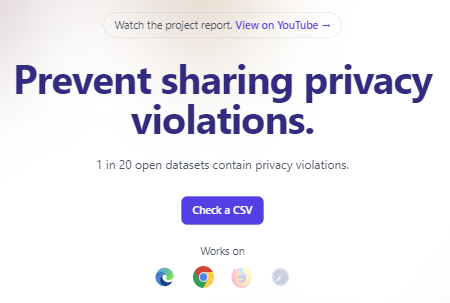 Watch the project report. View on YouTube →
Prevent sharing privacy
violations.
1 in 20 open datasets contain privacy violations.
Check a CSV
Works on